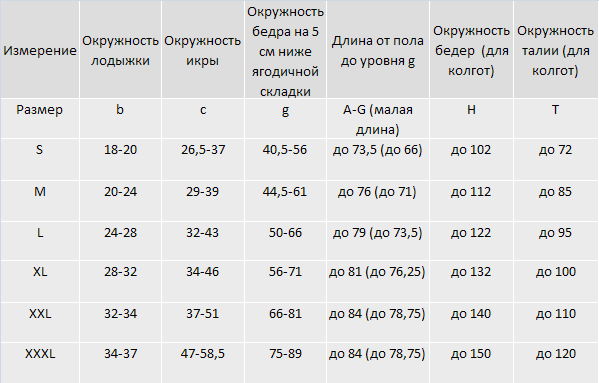 Измерение Окружность лодыжки Окружность икры Окружность бедра на 5 см ниже ягодичной складки Длина от пола до уровня g Окружность бедер (для колгот) Окружность талии (для колгот)
Размер b c g A-G (малая длина) H T
S 18-20 26,5-37 40,5-56 до 73,5 (до 66) до 102 до 72
M 20-24 29-39 44,5-61 до 76 (до 71) до 112 до 85
L 24-28 32-43 50-66 до 79 (до 73,5) до 122 до 95
XL 28-32 34-46 56-71 до 81 (до 76,25) до 132 до 100
XXL 32-34 37-51 66-81 до 84 (до 78,75) до 140 до 110
XXXL 34-37 47-58,5 75-89 до 84 (до 78,75) до 150 до 120